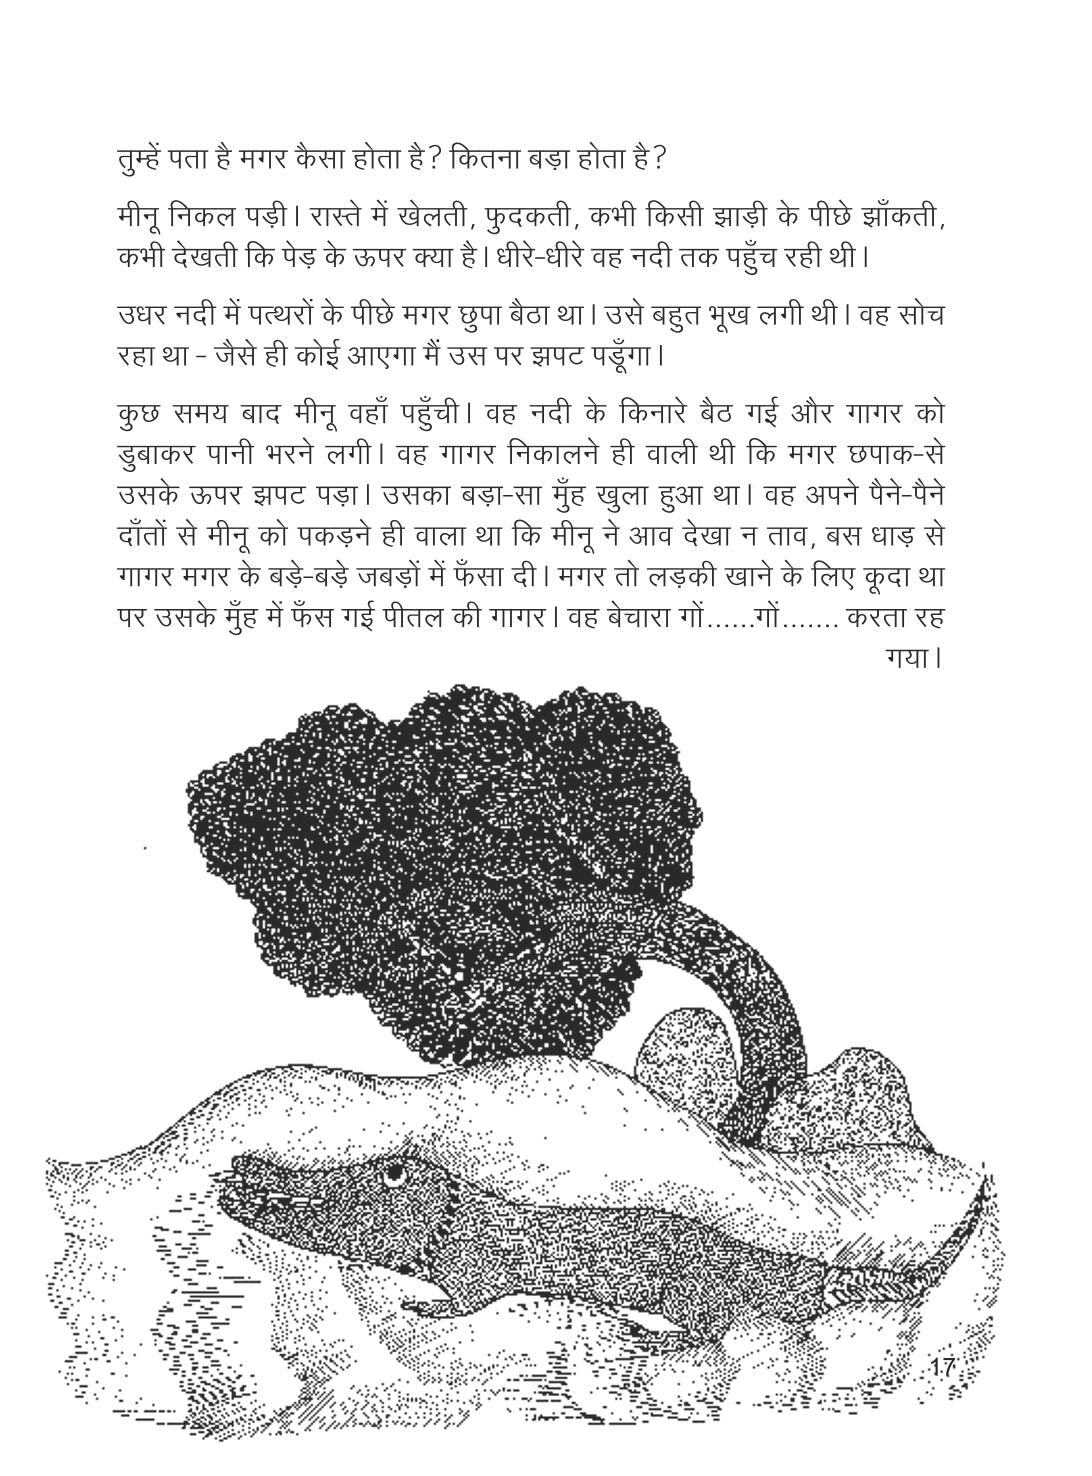 तुम्हें पता है मगर कैसा होता है? कितना बड़ा होता है?
मीनू निकल पड़ी। रास्ते में खेलती, फुदकती, कभी किसी झाड़ी के पीछे झाँकती,
कभी देखती कि पेड़ के ऊपर क्या है। धीरे-धीरे वह नदी तक पहुँच रही थी।
उधर नदी में पत्थरों के पीछे मगर छुपा बैठा था। उसे बहुत भूख लगी थी। वह सोच
रहा था - जैसे ही कोई आएगा मैं उस पर झपट पडूँगा।
कुछ समय बाद मीनू वहाँ पहुँची। वह नदी के किनारे बैठ गई और गागर को
डुबाकर पानी भरने लगी। वह गागर निकालने ही वाली थी कि मगर छपाक-से
उसके ऊपर झपट पड़ा। उसका बड़ा-सा मुँह खुला हुआ था। वह अपने पैने-पैने
दाँतों से मीनू को पकड़ने ही वाला था कि मीनू ने आव देखा न ताव, बस धाड़ से
गागर मगर के बड़े-बड़े जबड़ों में फँसा दी। मगर तो लड़की खाने के लिए कूदा था
पर उसके मुँह में फँस गई पीतल की गागर। वह बेचारा गों......गों....... करता रह
गया।
17